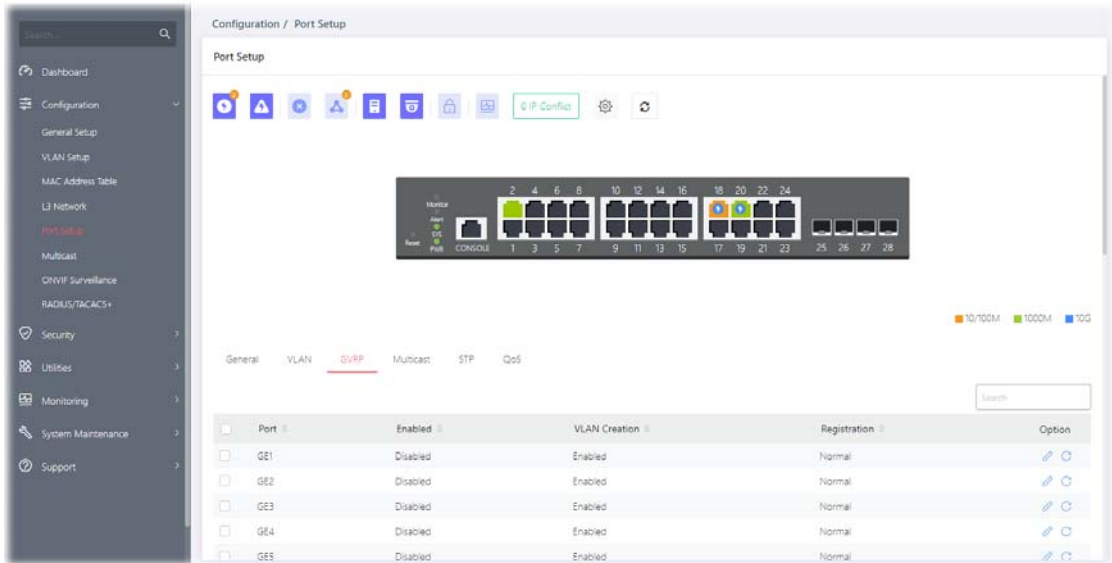 Search...
Dashboard
Configuration
General Setup
VLAN Setup
MAC Address Table
L3 Network
Port Setup
Multicast
ONVIF Surveillance
RADIUS/TACACS+
Security
Utilities
Monitoring
System Maintenance
Support
Configuration / Port Setup
Port Setup
0 IP Conflict
2 4 6 8 10 12 14 16 18 20 22 24
Monitor
Alert
SYS
Reset PWR CONSOLE 1 3 5 7 9 11 13 15 17 19 21 23 25 26 27 28
10/100M 1000M 10G
General VLAN GVRP Multicast STP QoS
Search
Port Enabled VLAN Creation Registration Option
GE1 Disabled Enabled Normal
GE2 Disabled Enabled Normal
GE3 Disabled Enabled Normal
GE4 Disabled Enabled Normal
GE5 Disabled Enabled Normal